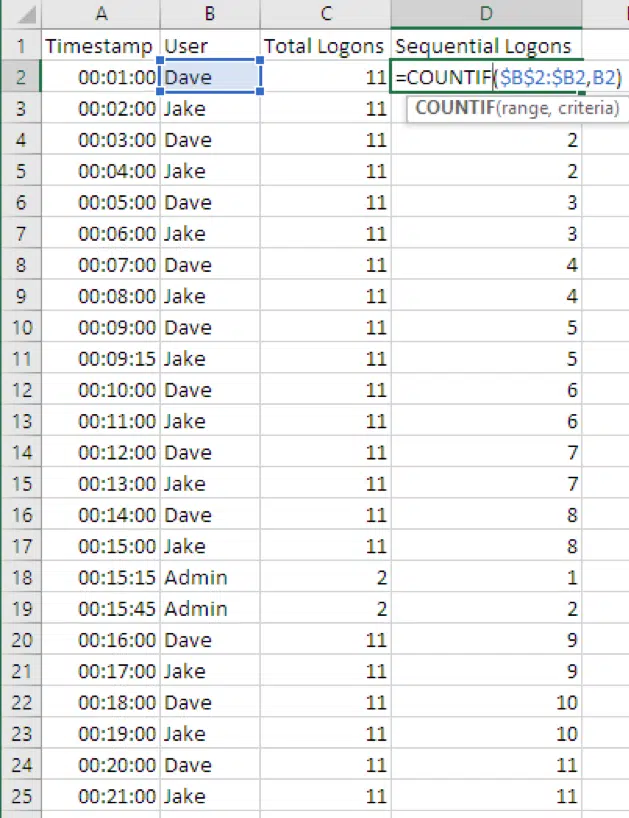 A B C D
1 Timestamp User Total Logons Sequential Logons
2 00:01:00 Dave 11 =COUNTIF($B$2:$B2,B2)
3 00:02:00 Jake 11 COUNTIF(range, criteria)
4 00:03:00 Dave 11 2
5 00:04:00 Jake 11 2
6 00:05:00 Dave 11 3
7 00:06:00 Jake 11 3
8 00:07:00 Dave 11 4
9 00:08:00 Jake 11 4
10 00:09:00 Dave 11 5
11 00:09:15 Jake 11 5
12 00:10:00 Dave 11 6
13 00:11:00 Jake 11 6
14 00:12:00 Dave 11 7
15 00:13:00 Jake 11 7
16 00:14:00 Dave 11 8
17 00:15:00 Jake 11 8
18 00:15:15 Admin 2 1
19 00:15:45 Admin 2 2
20 00:16:00 Dave 11 9
21 00:17:00 Jake 11 9
22 00:18:00 Dave 11 10
23 00:19:00 Jake 11 10
24 00:20:00 Dave 11 11
25 00:21:00 Jake 11 11